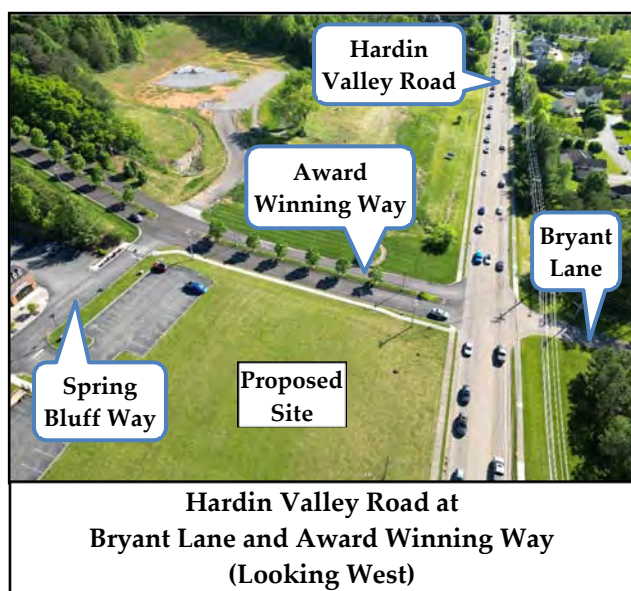 Hardin
Valley Road
Award
Winning Way
Bryant
Lane
Spring
Bluff Way
Proposed
Site
Hardin Valley Road at
Bryant Lane and Award Winning Way
(Looking West)